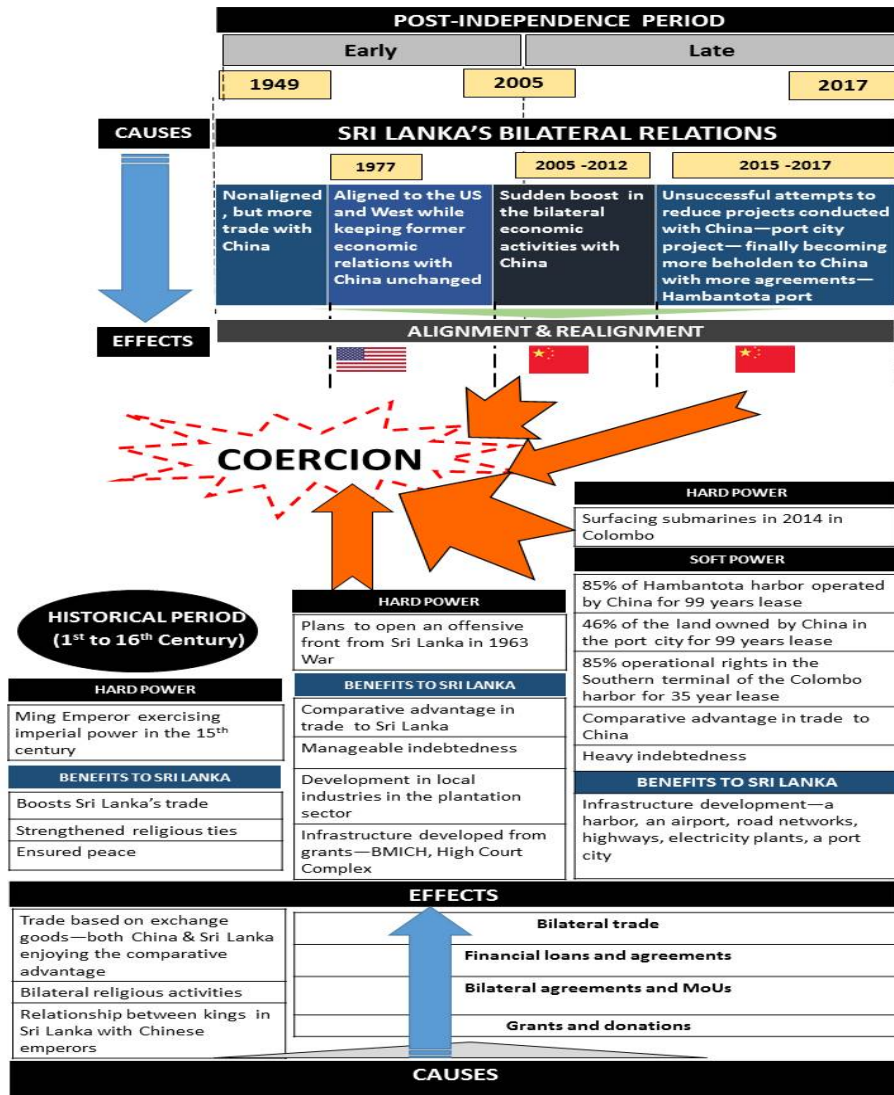 POST-INDEPENDENCE PERIOD
Early
Late
1949
2005
2017
CAUSES
SRI LANKA'S BILATERAL RELATIONS
1977
2005 -2012
2015 -2017
Nonaligned
, but more
trade with
China
Aligned to the US
and West while
keeping former
economic
relations with
China unchanged
Sudden boost in
the bilateral
economic
activities with
China
Unsuccessful attempts to
reduce projects conducted
with China—port city
project— finally becoming
more beholden to China
with more agreements—
Hambantota port
EFFECTS
ALIGNMENT & REALIGNMENT
COERCION
HARD POWER
Surfacing submarines in 2014 in
Colombo
SOFT POWER
85% of Hambantota harbor operated
by China for 99 years lease
46% of the land owned by China in
the port city for 99 years lease
85% operational rights in the
Southern terminal of the Colombo
harbor for 35 year lease
Comparative advantage in trade to
China
Heavy indebtedness
BENEFITS TO SRI LANKA
Infrastructure development—a
harbor, an airport, road networks,
highways, electricity plants, a port
city
HARD POWER
Plans to open an offensive
front from Sri Lanka in 1963
War
BENEFITS TO SRI LANKA
Comparative advantage in
trade to Sri Lanka
Manageable indebtedness
Development in local
industries in the plantation
sector
Infrastructure developed from
grants—BMICH, High Court
Complex
HISTORICAL PERIOD
(1st to 16th Century)
HARD POWER
Ming Emperor exercising
imperial power in the 15th
century
BENEFITS TO SRI LANKA
Boosts Sri Lanka's trade
Strengthened religious ties
Ensured peace
EFFECTS
Trade based on exchange
goods—both China & Sri Lanka
enjoying the comparative
advantage
Bilateral religious activities
Relationship between kings in
Sri Lanka with Chinese
emperors
Bilateral trade
Financial loans and agreements
Bilateral agreements and MoUs
Grants and donations
CAUSES